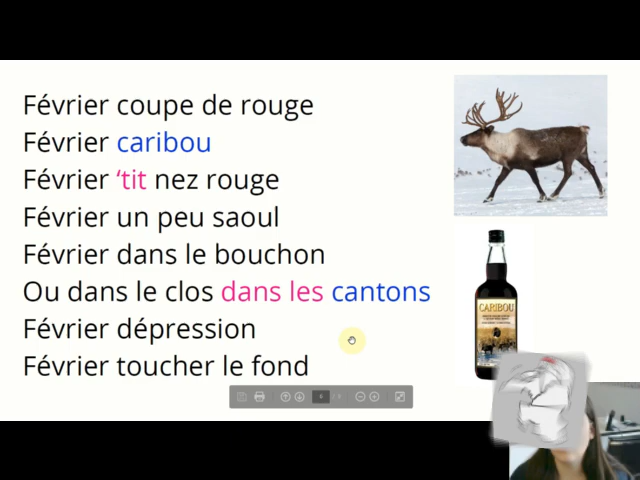 Février coupe de rouge
Février caribou
Février ‘tit nez rouge
Février un peu saoul
Février dans le bouchon
Ou dans le clos dans les cantons
Février dépression
Février toucher le fond
CARIBOU